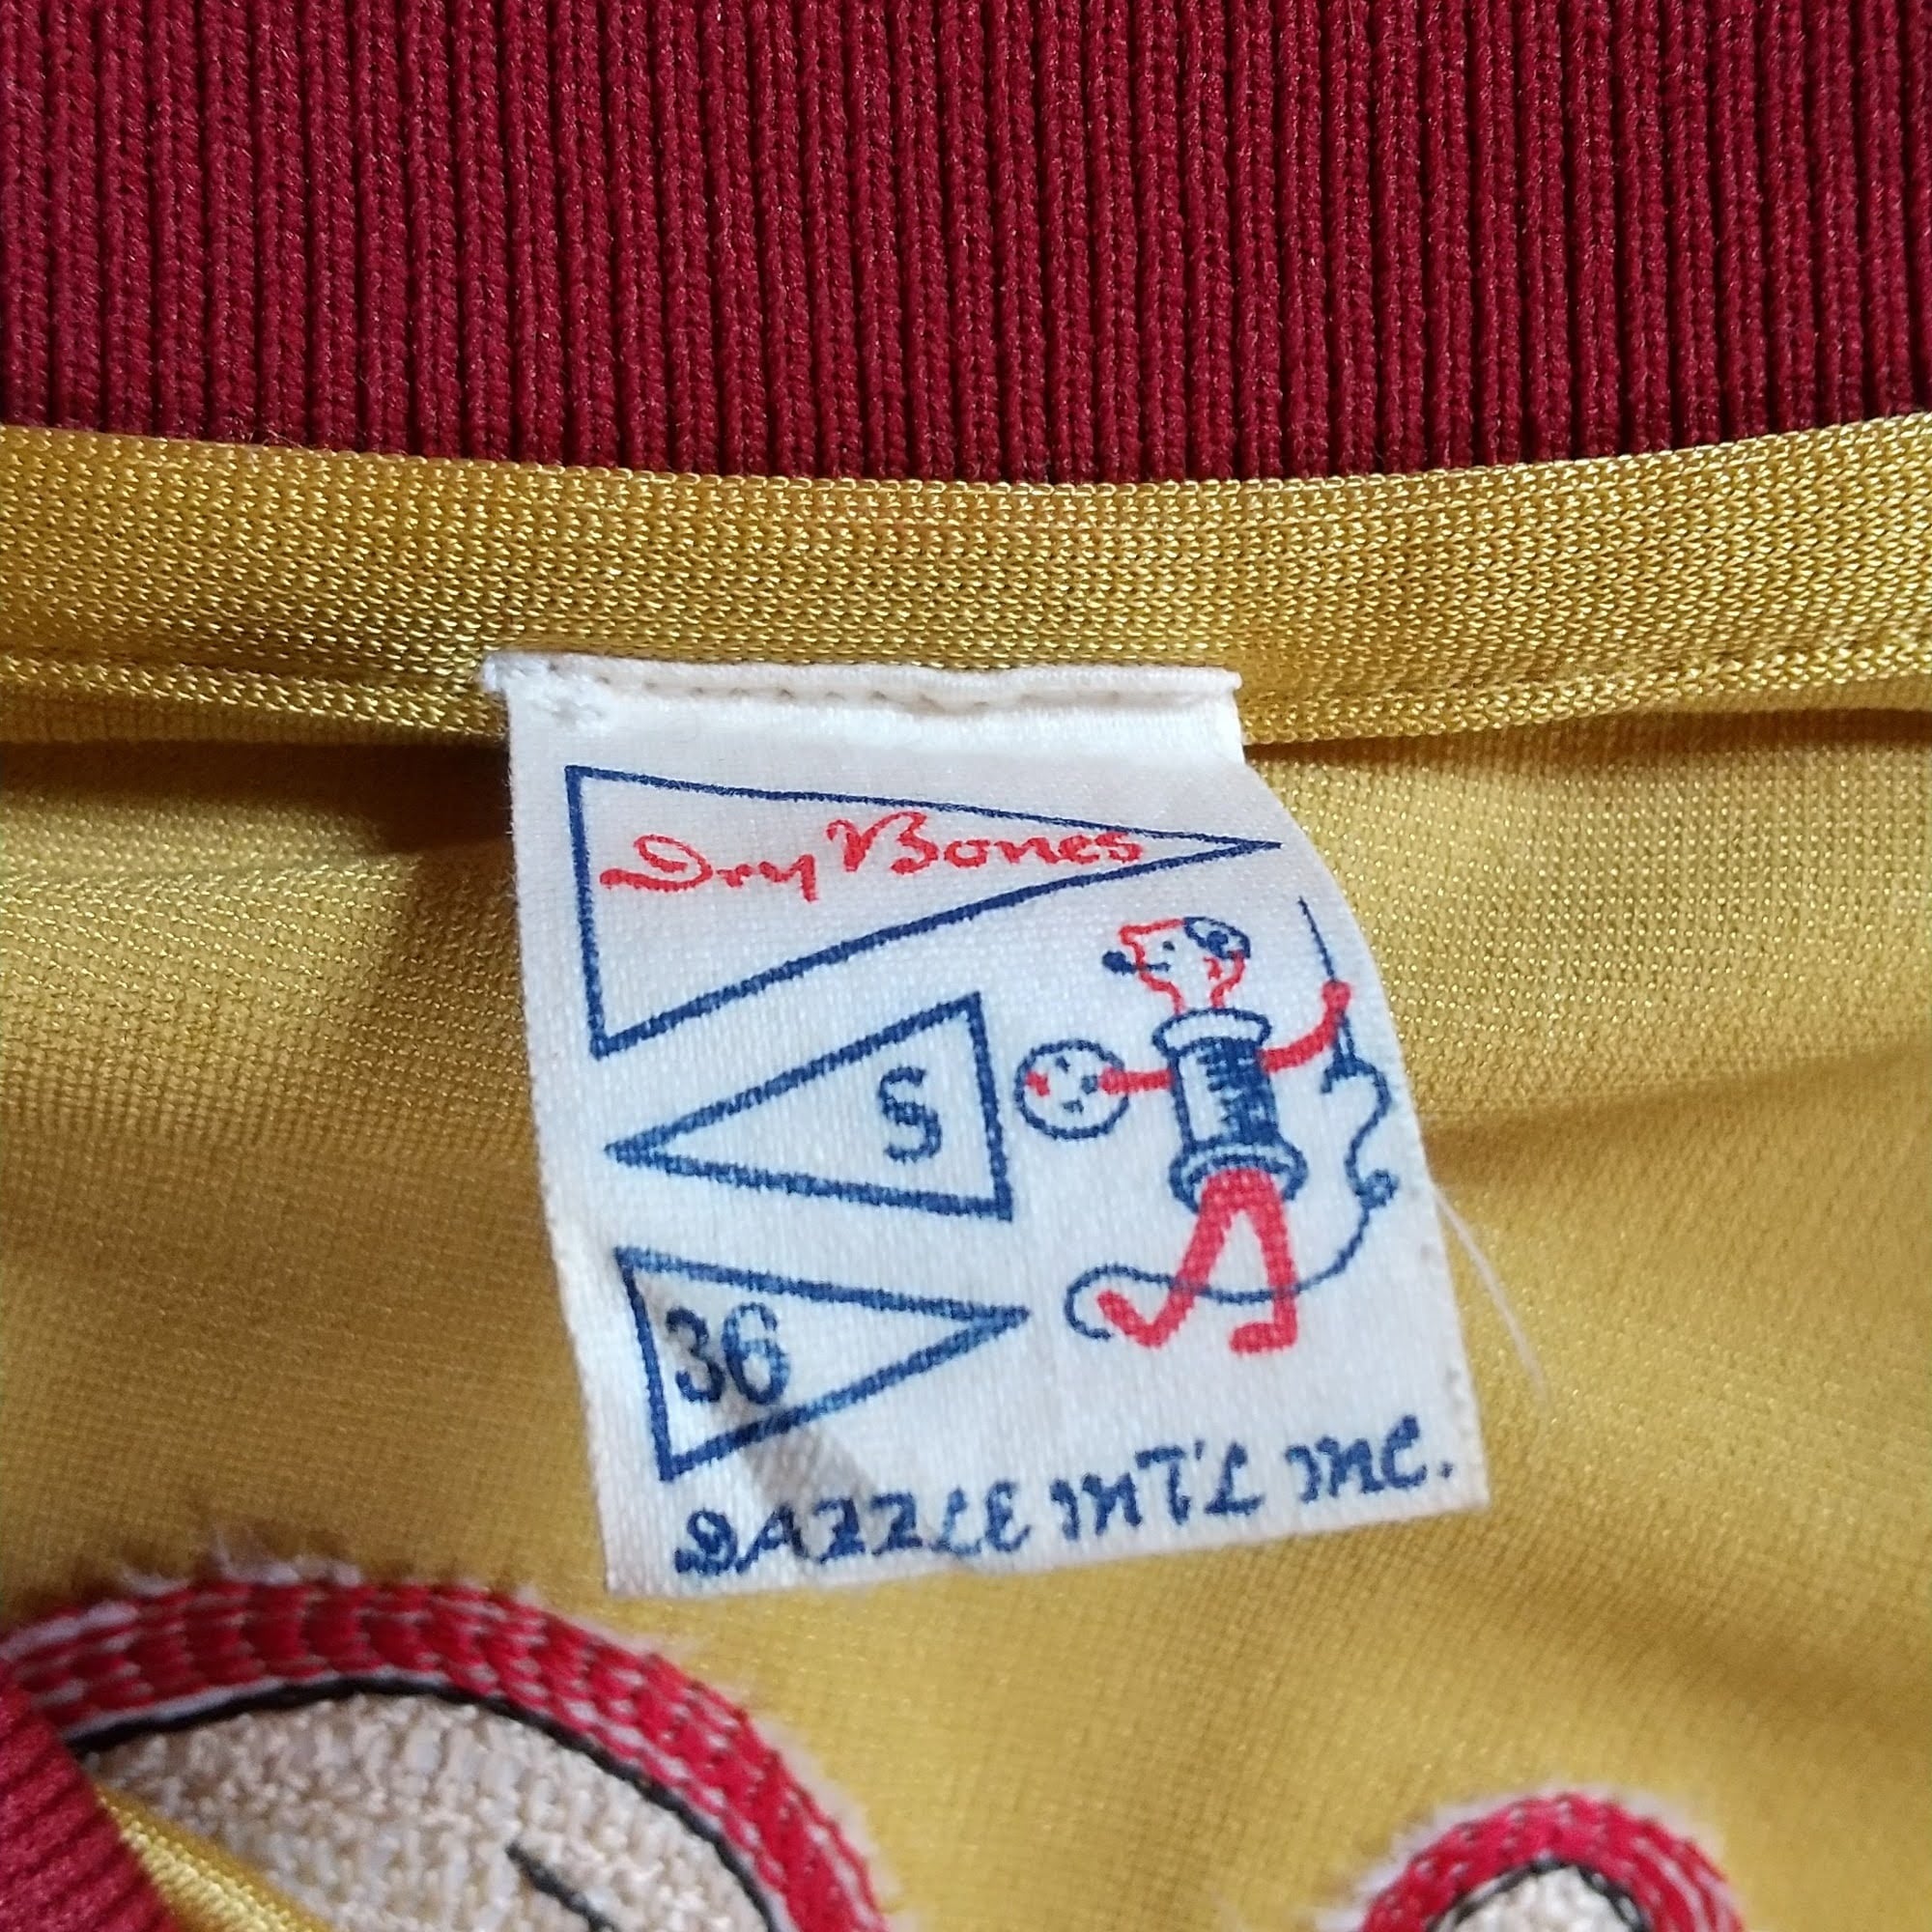 Dry Bones
S
36
DAZZLE INT'L INC.